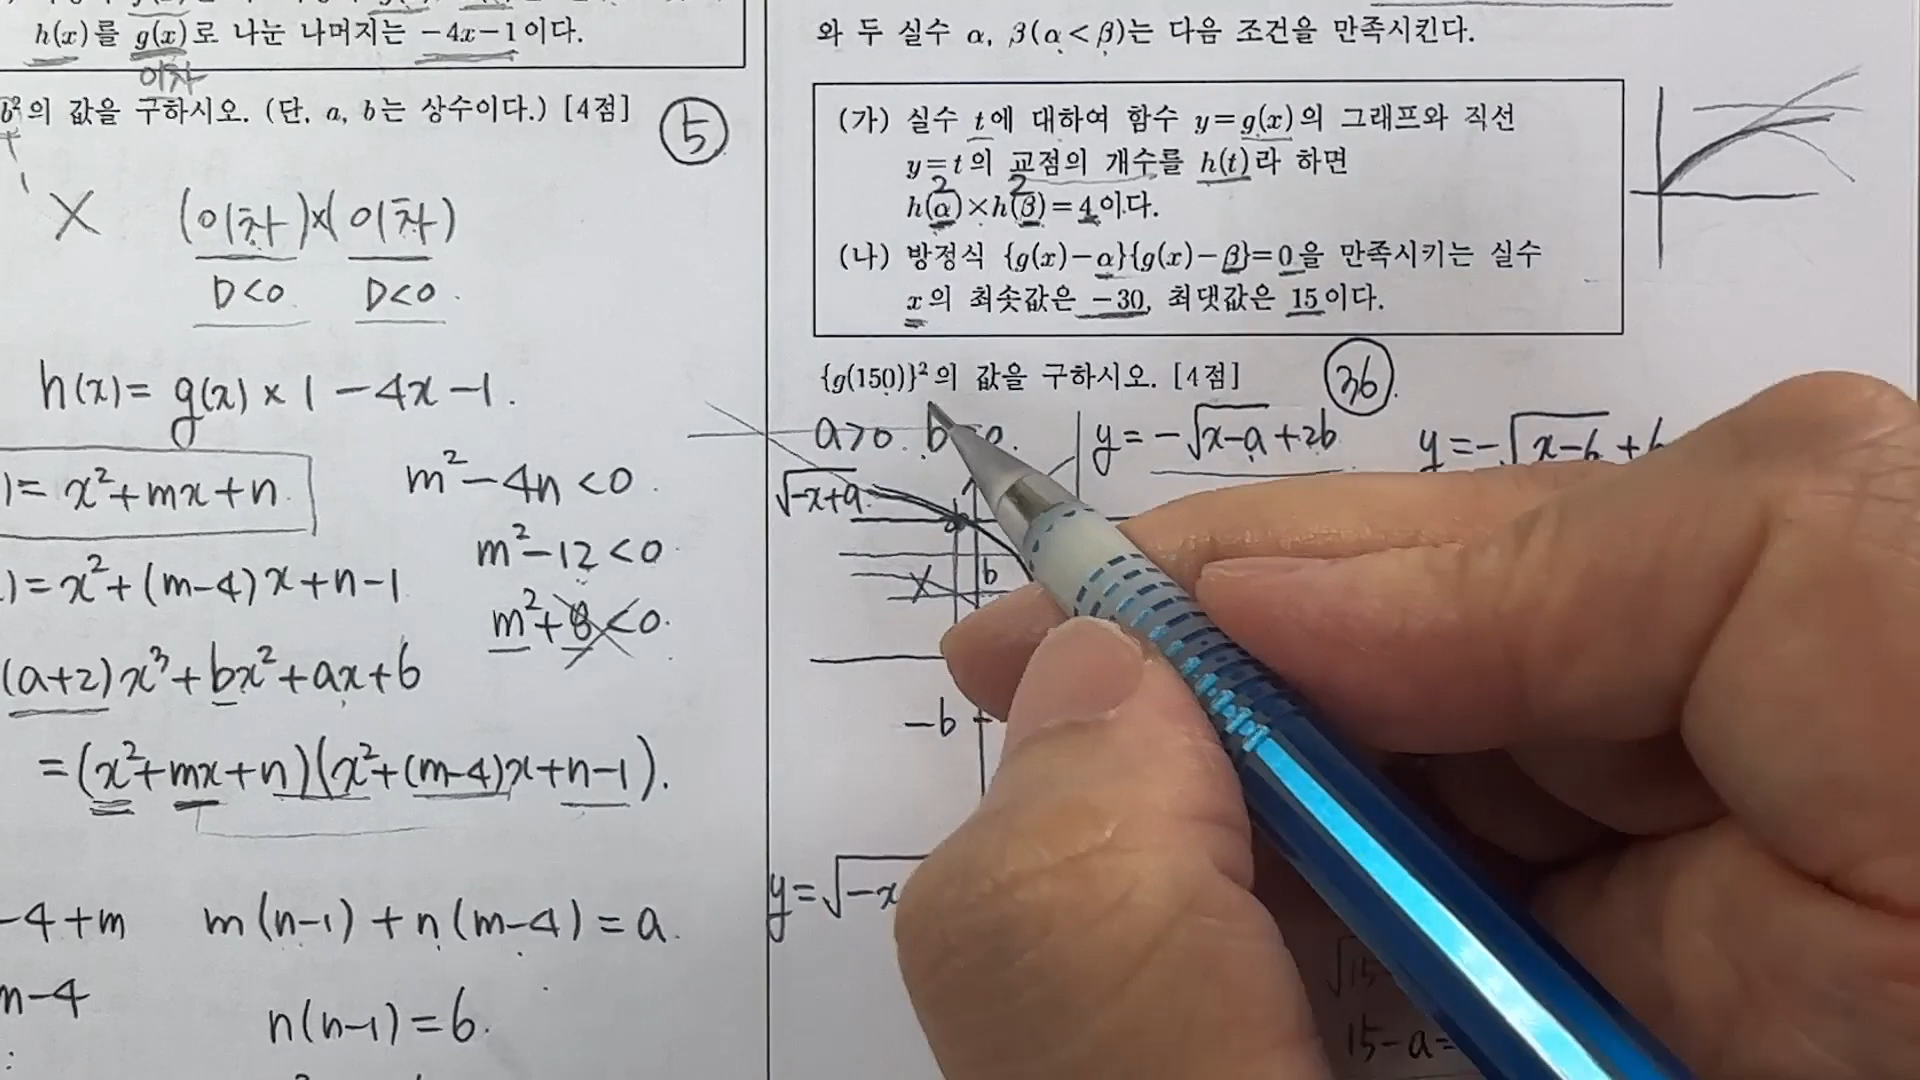 h(x)를 g(x)로 나눈 나머지는 −4x−1이다.
이차
b²의 값을 구하시오. (단, a, b는 상수이다.) [4점]
⑤
X (이차)×(이차)
D<0 D<0
h(x)= g(x)×1−4x−1.
)= x²+mx+n
m²−4n<0
m²−12<0
)=x²+(m-4)x+n-1
m²+8<0.
(a+2)x³+bx²+ax+6
=(x²+mx+n)(x²+(m-4)x+n-1).
-4+m m(n-1)+n(m-4)=a.
n-4
n(n-1)=6.
와 두 실수 α, β(α<β)는 다음 조건을 만족시킨다.
(가) 실수 t에 대하여 함수 y=g(x)의 그래프와 직선
y=t의 교점의 개수를 h(t)라 하면
2 2
h(α)×h(β)=4이다.
(나) 방정식 {g(x)−α}{g(x)−β}=0을 만족시키는 실수
x의 최솟값은 −30, 최댓값은 15이다.
{g(150)}²의 값을 구하시오. [4점]
36
a>0. b 0.
y=-√x-a+2b
y=-√x-6+6
√-x+a
b
-b
y=√-x
√15-
15-a=